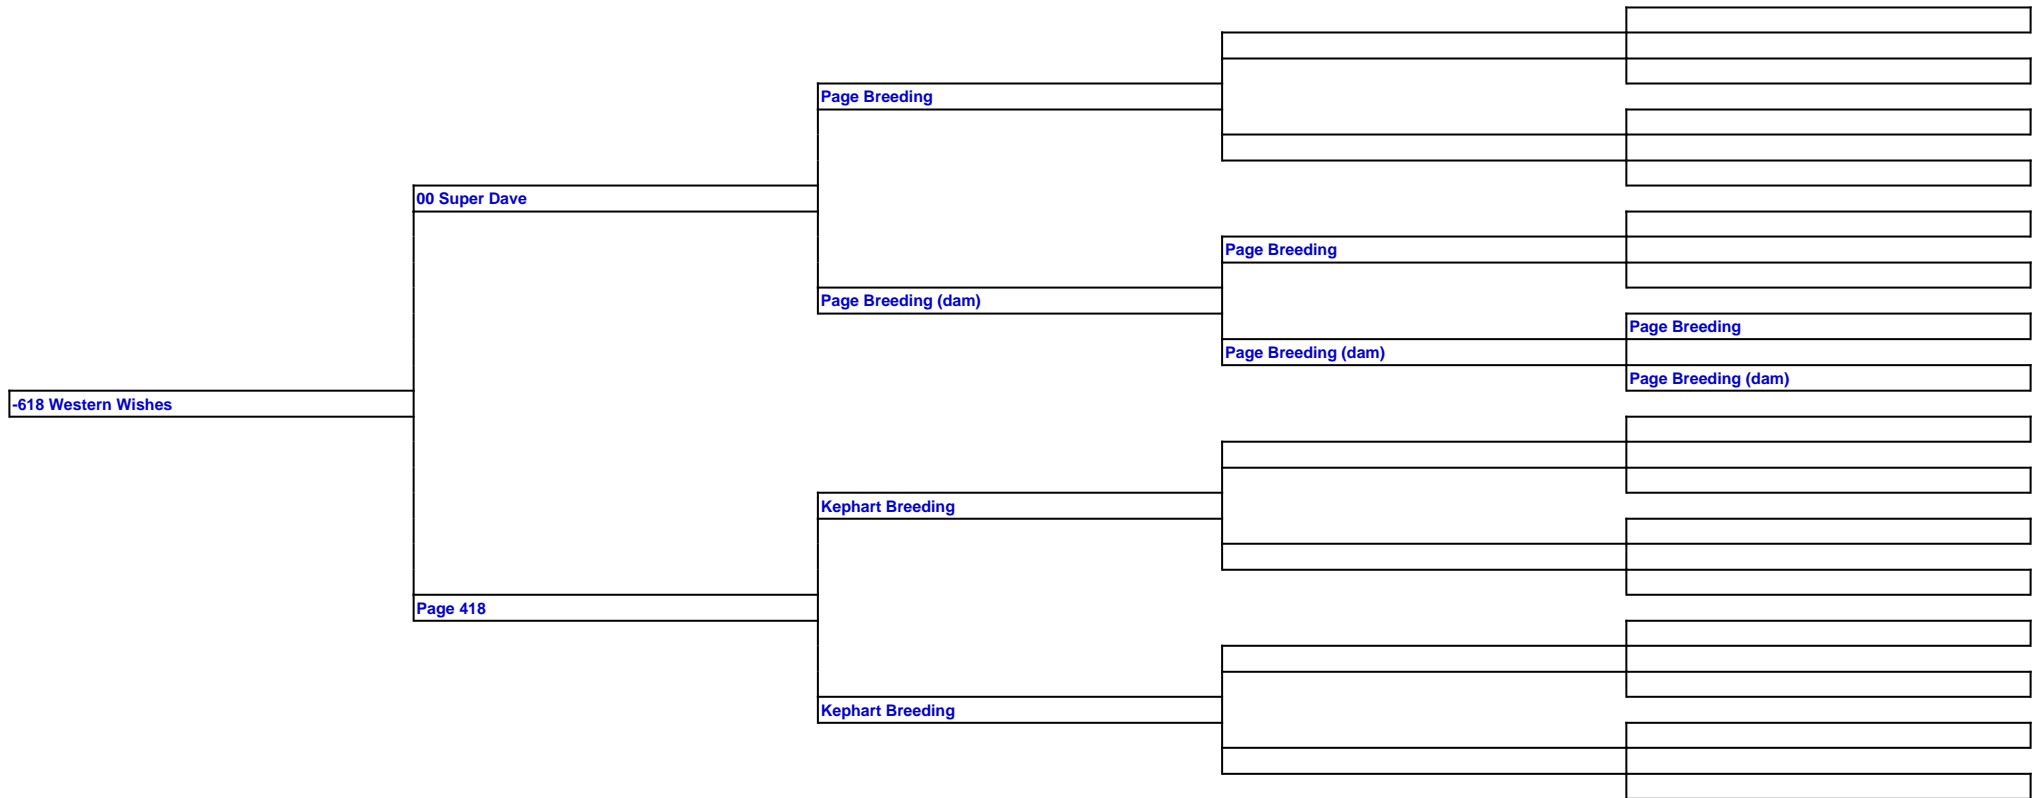 Page Breeding
00 Super Dave
Page Breeding
Page Breeding (dam)
Page Breeding
Page Breeding (dam)
Page Breeding (dam)
-618 Western Wishes
Kephart Breeding
Page 418
Kephart Breeding